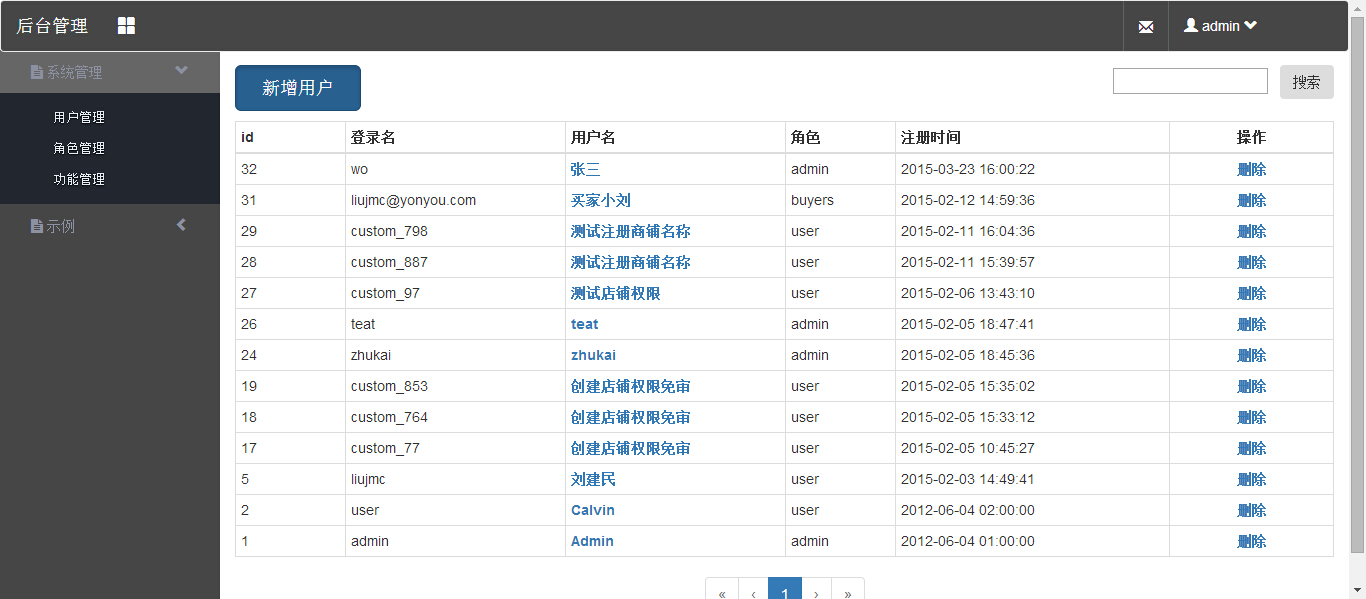 后台管理 admin
系统管理
用户管理
角色管理
功能管理
示例
新增用户 搜索
id 登录名 用户名 角色 注册时间 操作
32 wo 张三 admin 2015-03-23 16:00:22 删除
31 liujmc@yonyou.com 买家小刘 buyers 2015-02-12 14:59:36 删除
29 custom_798 测试注册商铺名称 user 2015-02-11 16:04:36 删除
28 custom_887 测试注册商铺名称 user 2015-02-11 15:39:57 删除
27 custom_97 测试店铺权限 user 2015-02-06 13:43:10 删除
26 teat teat admin 2015-02-05 18:47:41 删除
24 zhukai zhukai admin 2015-02-05 18:45:36 删除
19 custom_853 创建店铺权限免审 user 2015-02-05 15:35:02 删除
18 custom_764 创建店铺权限免审 user 2015-02-05 15:33:12 删除
17 custom_77 创建店铺权限免审 user 2015-02-05 10:45:27 删除
5 liujmc 刘建民 user 2015-02-03 14:49:41 删除
2 user Calvin user 2012-06-04 02:00:00 删除
1 admin Admin admin 2012-06-04 01:00:00 删除
« ‹ 1 › »